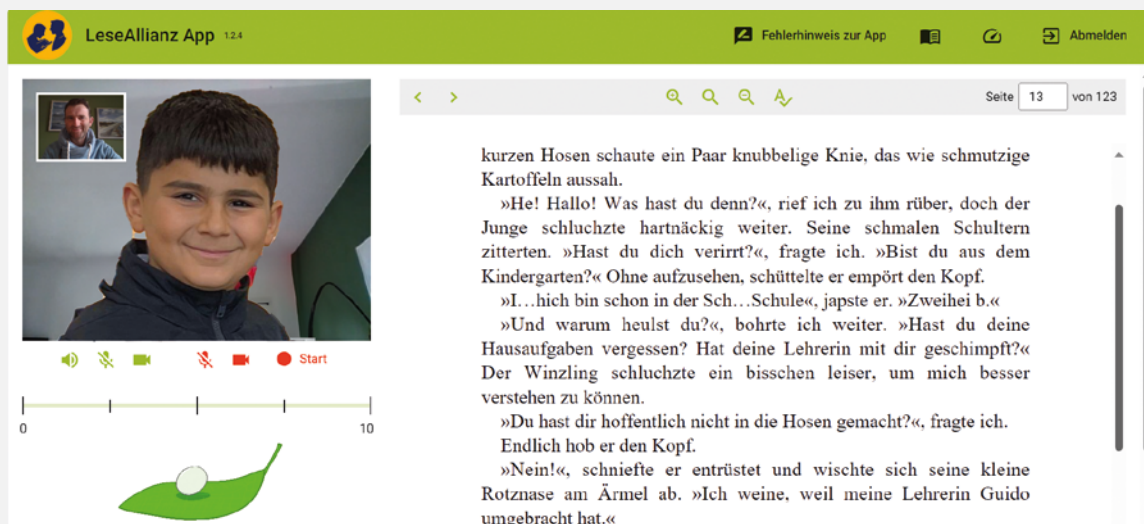 LeseAllianz App 1.2.4
Fehlerhinweis zur App
Abmelden
Seite 13 von 123
Start
0 10
kurzen Hosen schaute ein Paar knubbelige Knie, das wie schmutzige
Kartoffeln aussah.
»He! Hallo! Was hast du denn?«, rief ich zu ihm rüber, doch der
Junge schluchzte hartnäckig weiter. Seine schmalen Schultern
zitterten. »Hast du dich verirrt?«, fragte ich. »Bist du aus dem
Kindergarten?« Ohne aufzusehen, schüttelte er empört den Kopf.
»I…hich bin schon in der Sch…Schule«, japste er. »Zweihei b.«
»Und warum heulst du?«, bohrte ich weiter. »Hast du deine
Hausaufgaben vergessen? Hat deine Lehrerin mit dir geschimpft?«
Der Winzling schluchzte ein bisschen leiser, um mich besser
verstehen zu können.
»Du hast dir hoffentlich nicht in die Hosen gemacht?«, fragte ich.
Endlich hob er den Kopf.
»Nein!«, schniefte er entrüstet und wischte sich seine kleine
Rotznase am Ärmel ab. »Ich weine, weil meine Lehrerin Guido
umgebracht hat.«